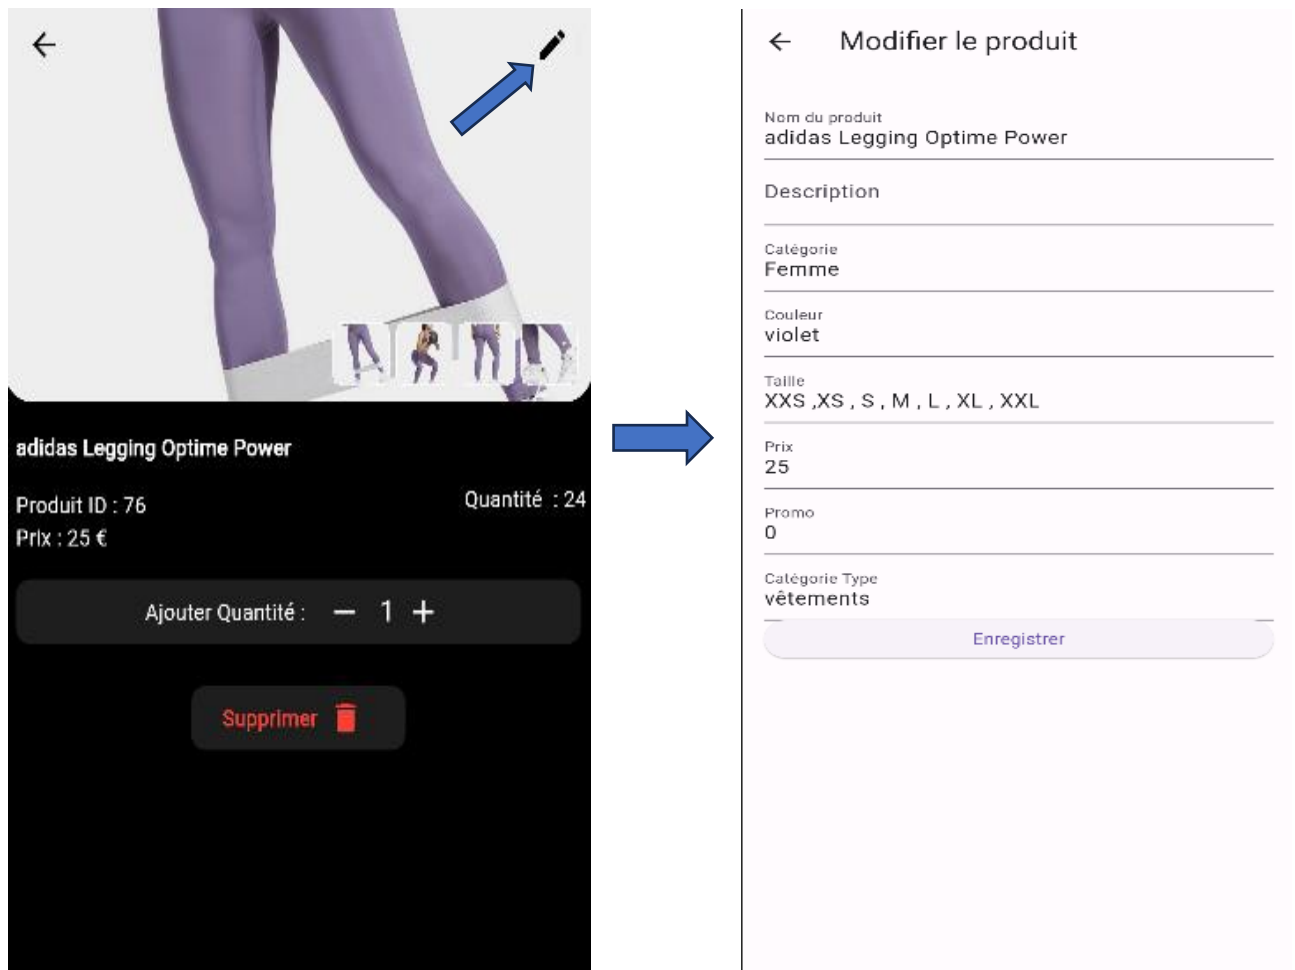 adidas Legging Optime Power
Produit ID : 76
Quantité : 24
Prix : 25 €
Ajouter Quantité : — 1 +
Supprimer
Modifier le produit
Nom du produit
adidas Legging Optime Power
Description
Catégorie
Femme
Couleur
violet
Taille
XXS ,XS , S , M , L , XL , XXL
Prix
25
Promo
0
Catégorie Type
vêtements
Enregistrer